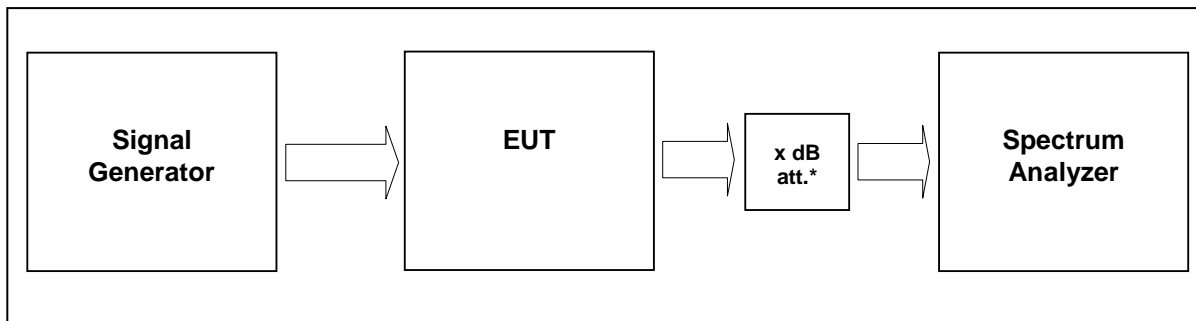 Signal
Generator
EUT
x dB
att.*
Spectrum
Analyzer